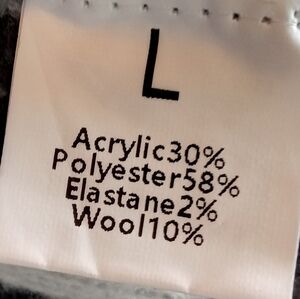 L
Acrylic30%
Polyester58%
Elastane2%
Wool10%